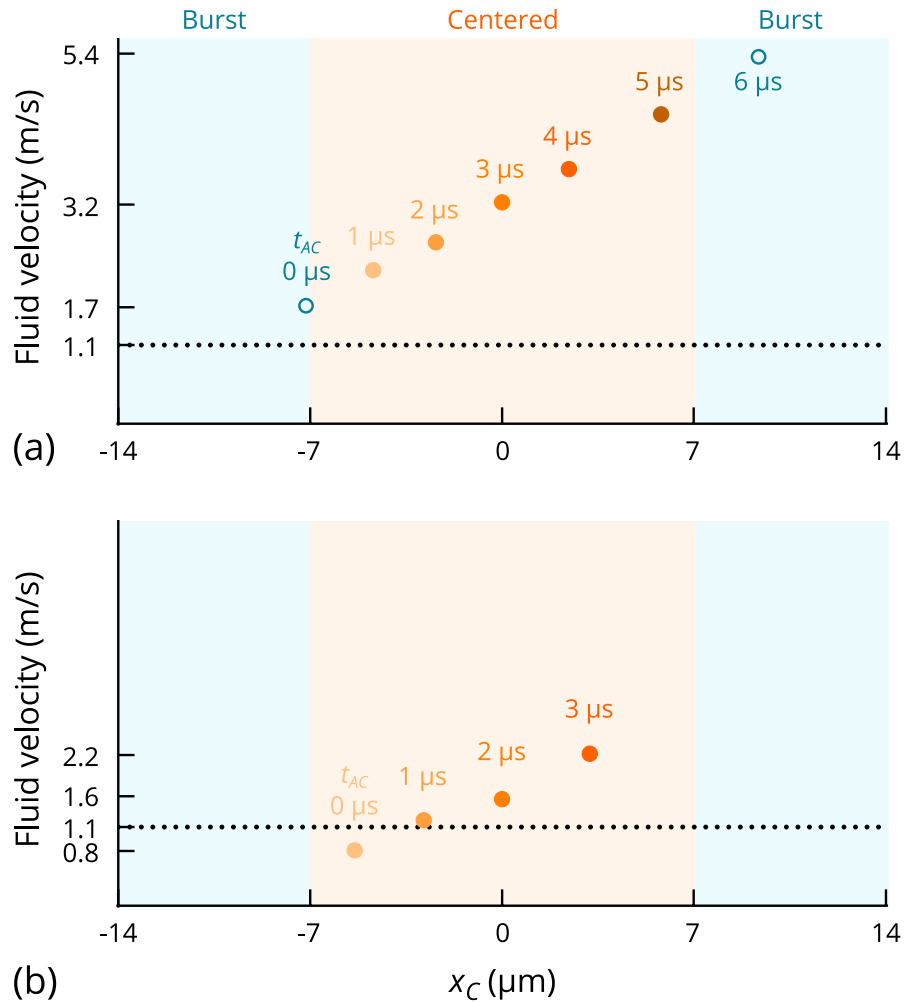 Burst Centered Burst
Fluid velocity (m/s)
5.4
3.2
1.7
1.1
t_AC
0 μs
1 μs
2 μs
3 μs
4 μs
5 μs
6 μs
(a)
-14 -7 0 7 14
Fluid velocity (m/s)
2.2
1.6
1.1
0.8
t_AC
0 μs
1 μs
2 μs
3 μs
-14 -7 0 7 14
(b)
x_C (μm)